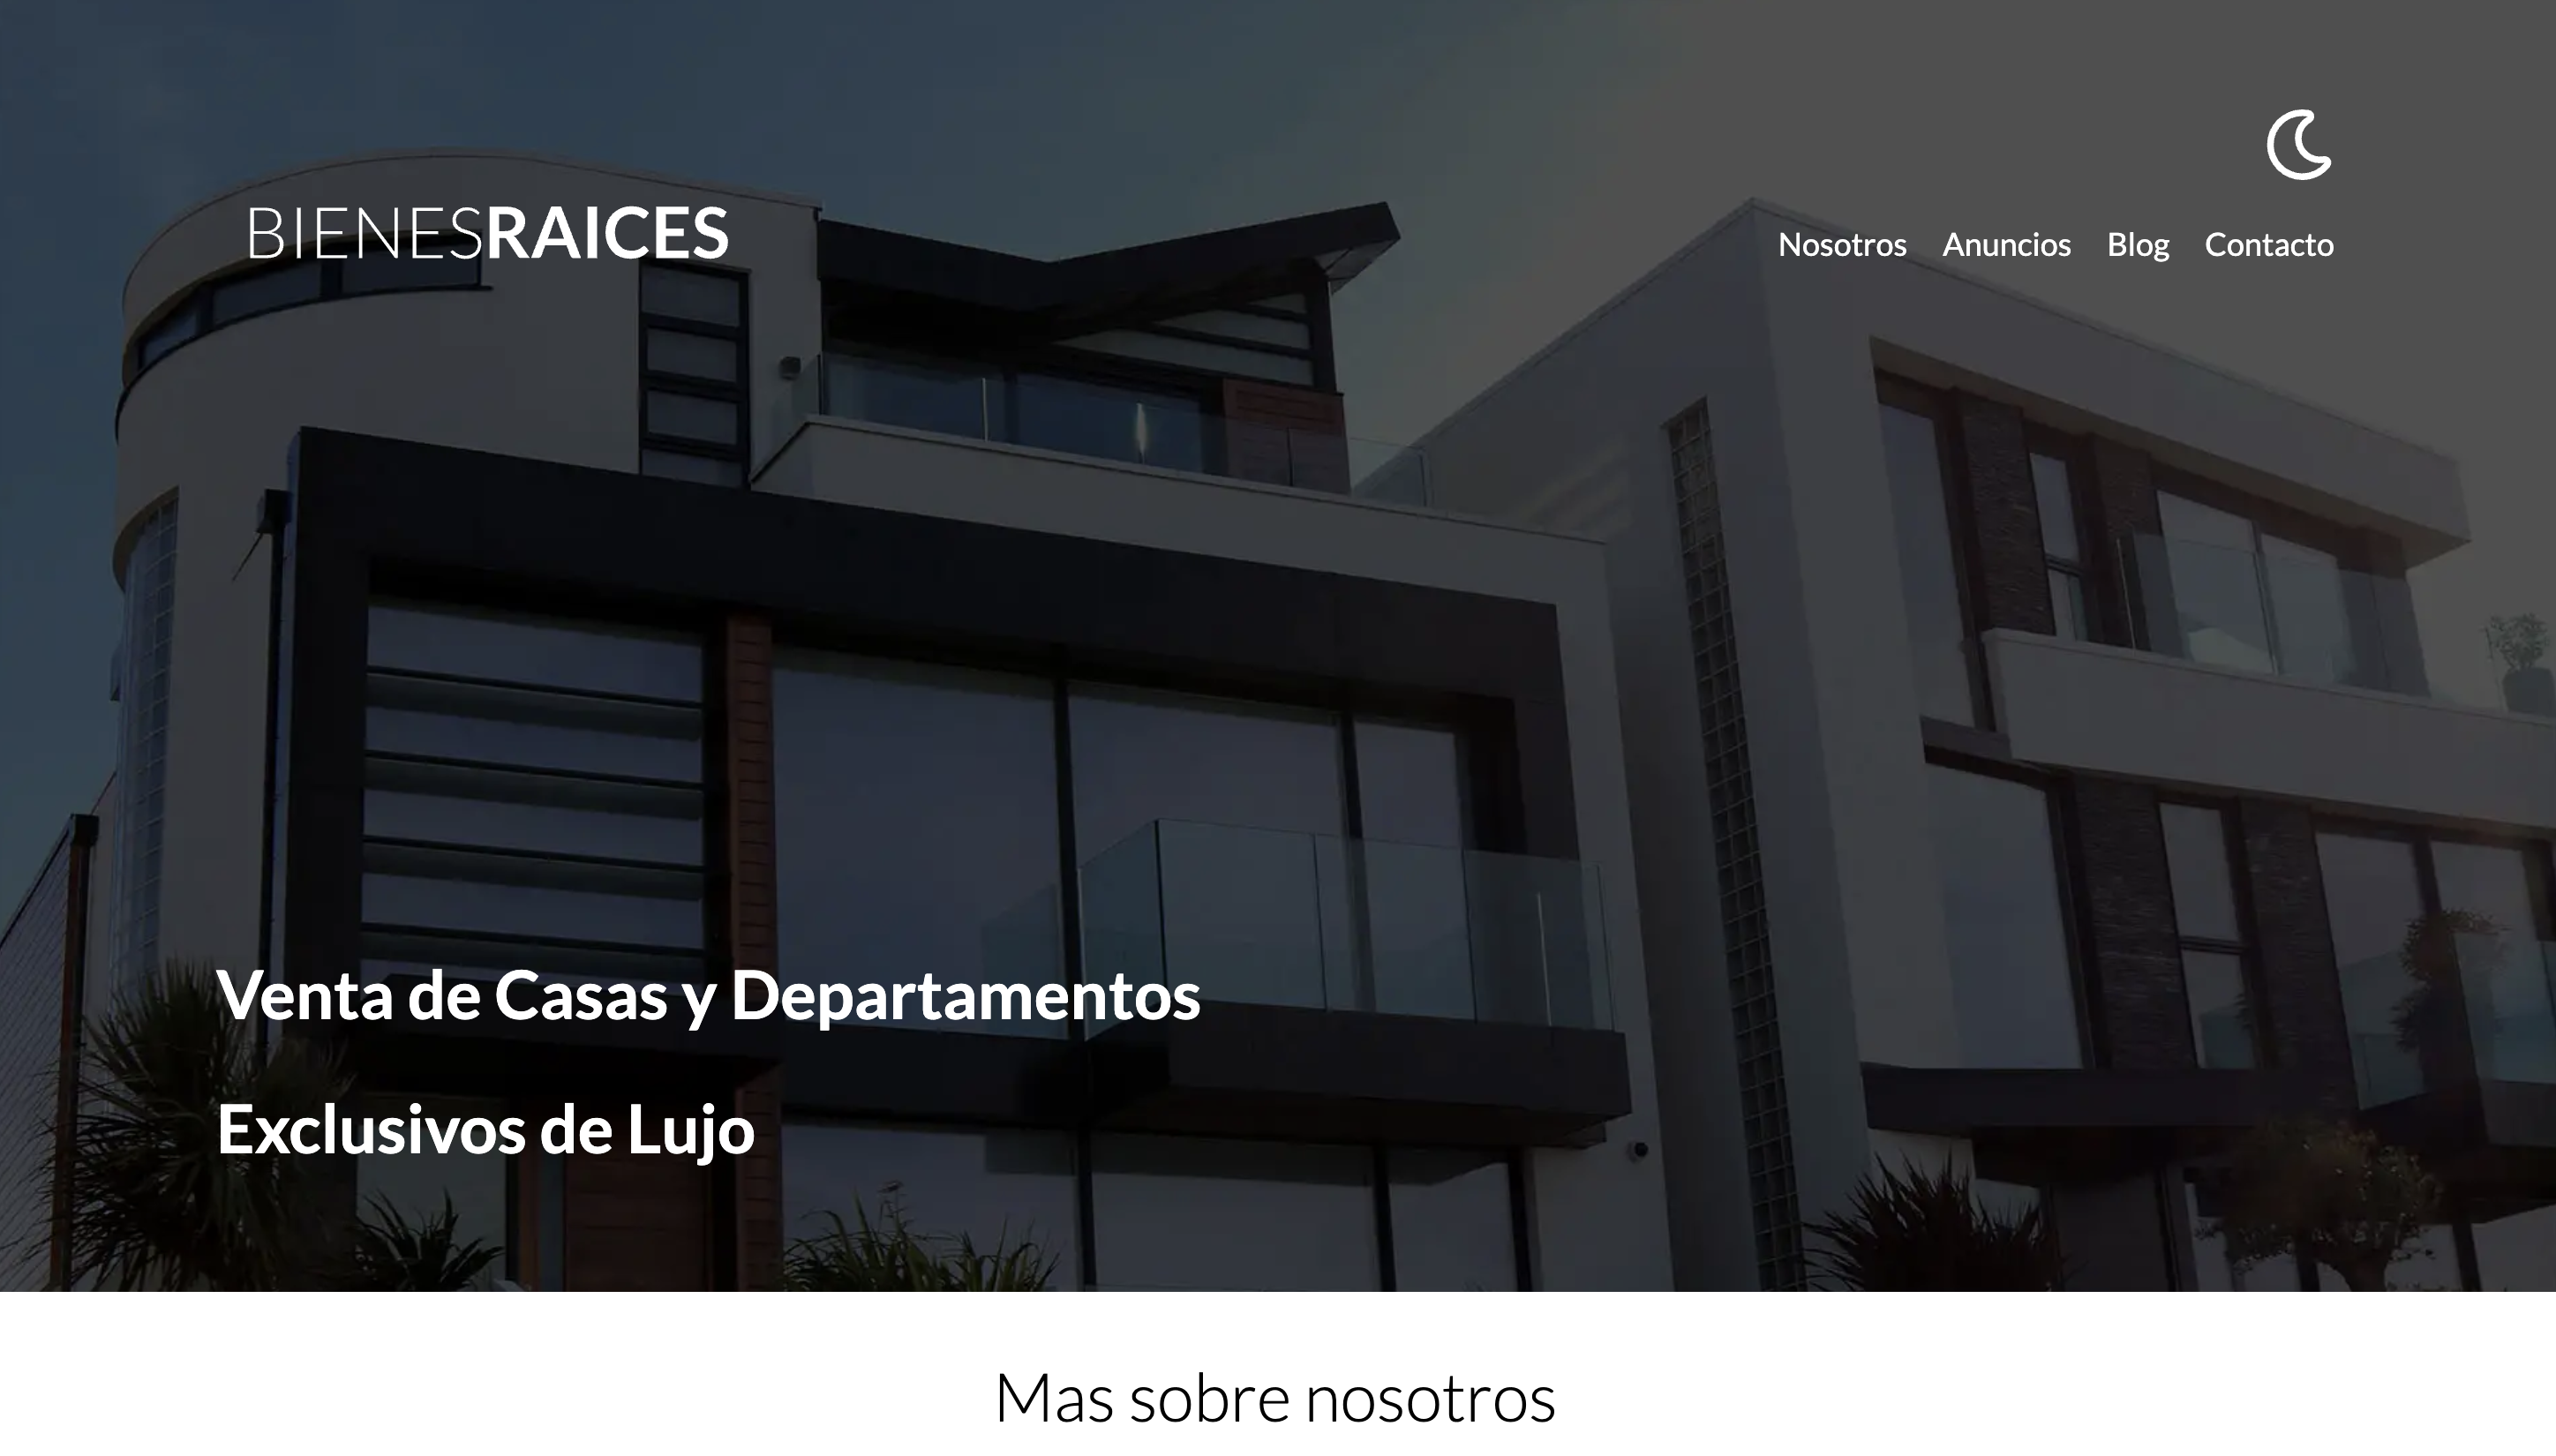 BIENESRAICES
Nosotros Anuncios Blog Contacto
Venta de Casas y Departamentos
Exclusivos de Lujo
Mas sobre nosotros